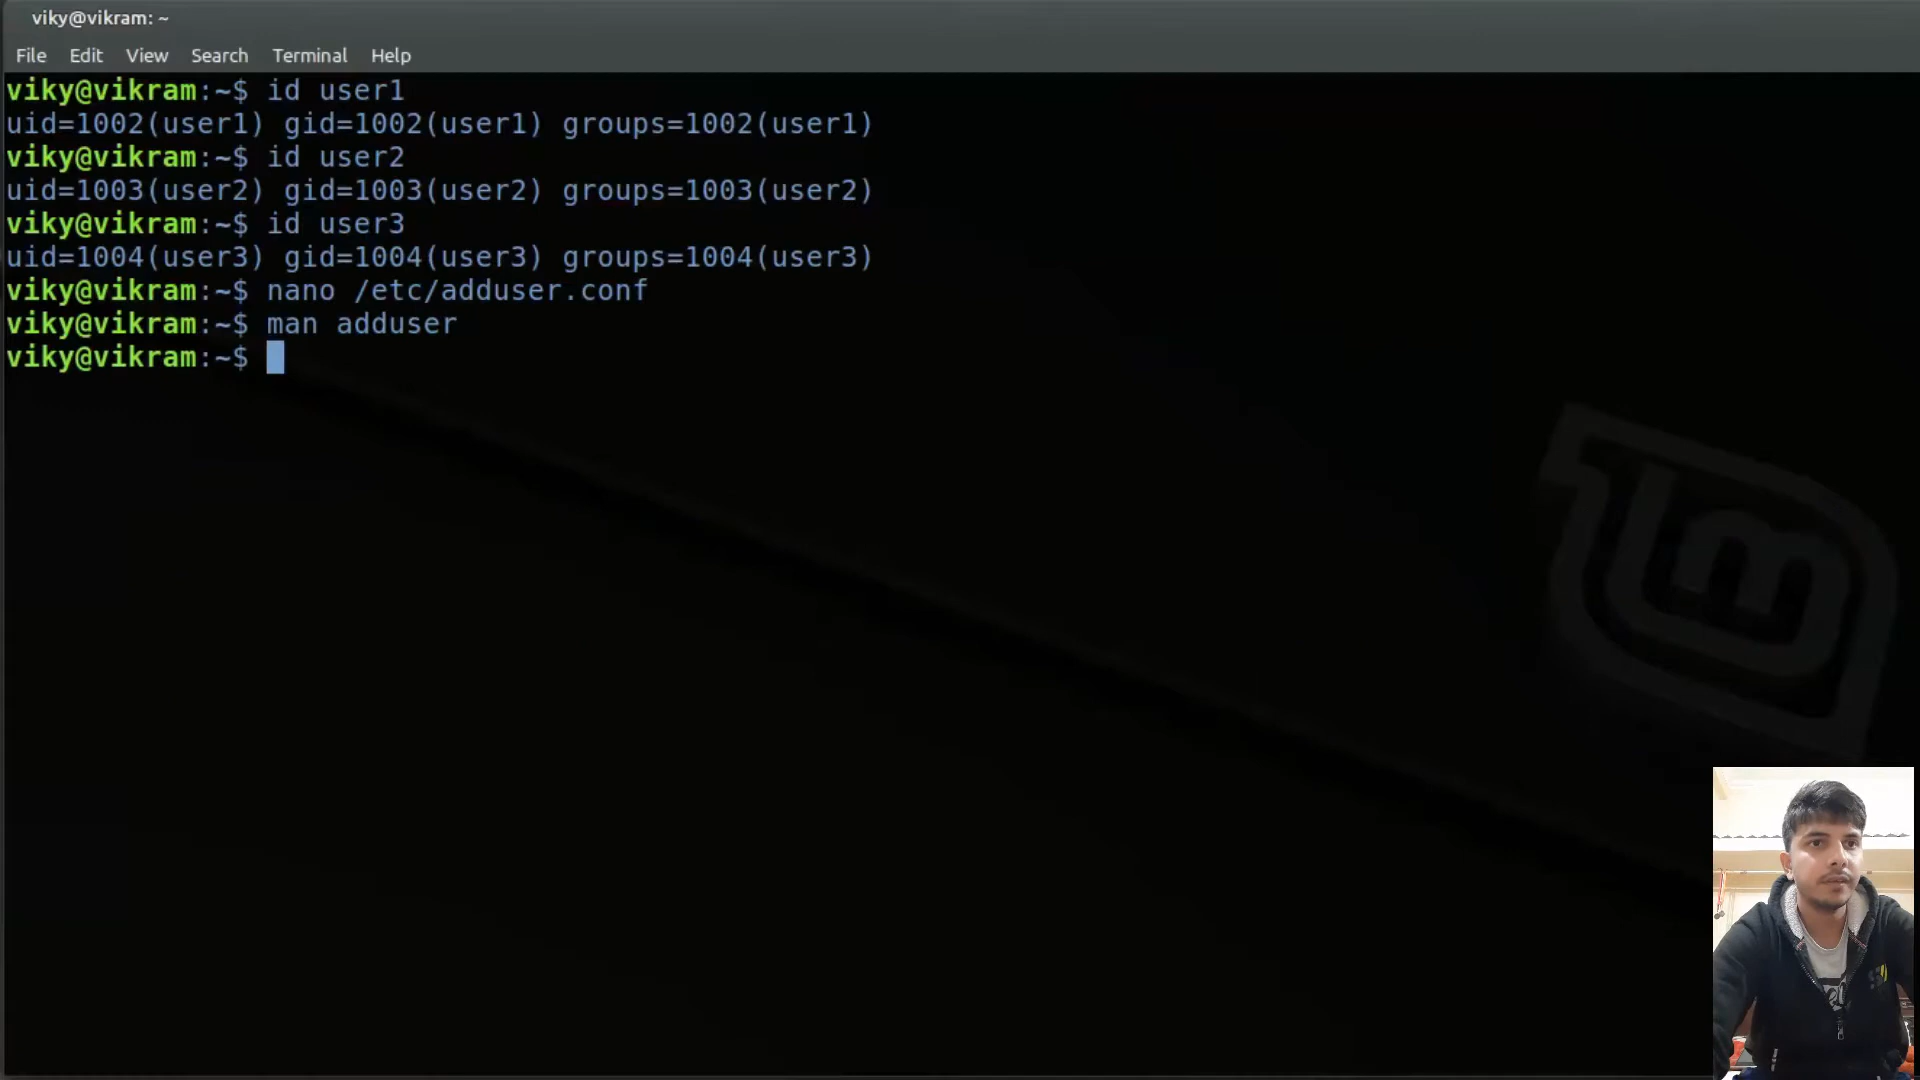 viky@vikram: ~
File Edit View Search Terminal Help
viky@vikram:~$ id user1
uid=1002(user1) gid=1002(user1) groups=1002(user1)
viky@vikram:~$ id user2
uid=1003(user2) gid=1003(user2) groups=1003(user2)
viky@vikram:~$ id user3
uid=1004(user3) gid=1004(user3) groups=1004(user3)
viky@vikram:~$ nano /etc/adduser.conf
viky@vikram:~$ man adduser
viky@vikram:~$